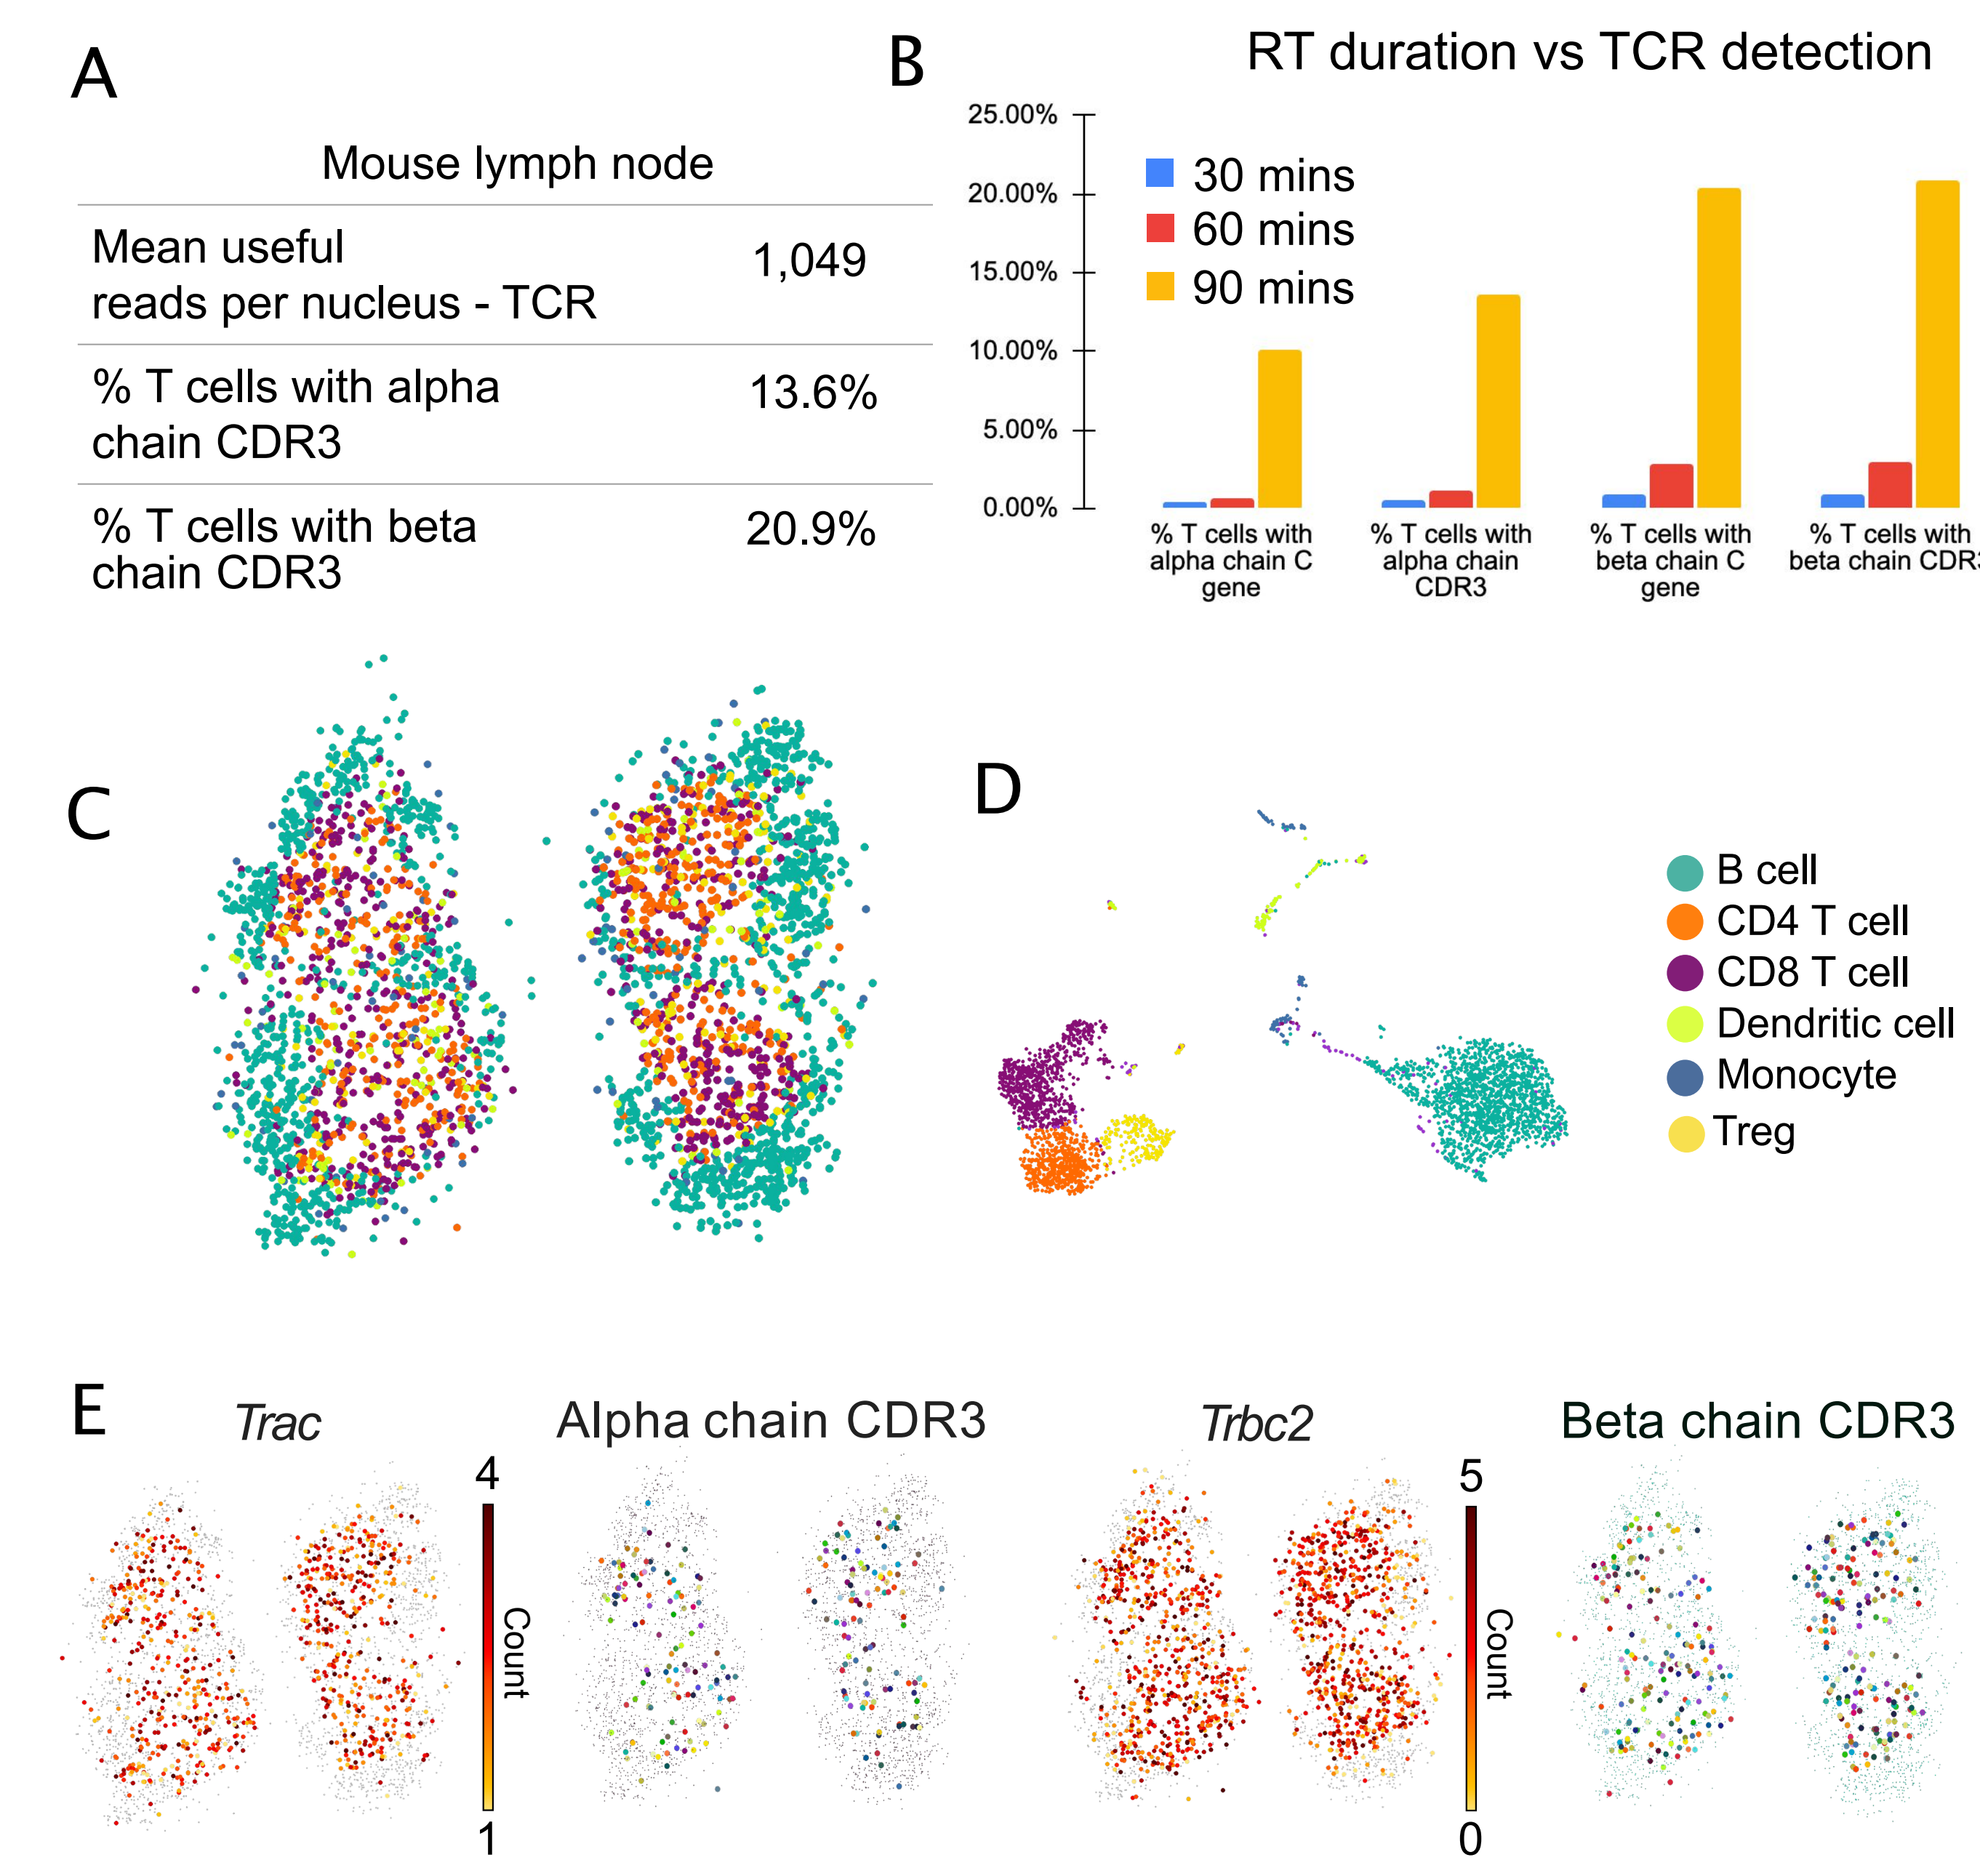 A
Mouse lymph node
Mean useful
reads per nucleus - TCR
1,049
% T cells with alpha
chain CDR3
13.6%
% T cells with beta
chain CDR3
20.9%
B
RT duration vs TCR detection
25.00%
20.00%
15.00%
10.00%
5.00%
0.00%
30 mins
60 mins
90 mins
% T cells with
alpha chain C
gene
% T cells with
alpha chain
CDR3
% T cells with
beta chain C
gene
% T cells with
beta chain CDR3
C
D
B cell
CD4 T cell
CD8 T cell
Dendritic cell
Monocyte
Treg
E
Trac
4
Count
1
Alpha chain CDR3
Trbc2
5
Count
0
Beta chain CDR3